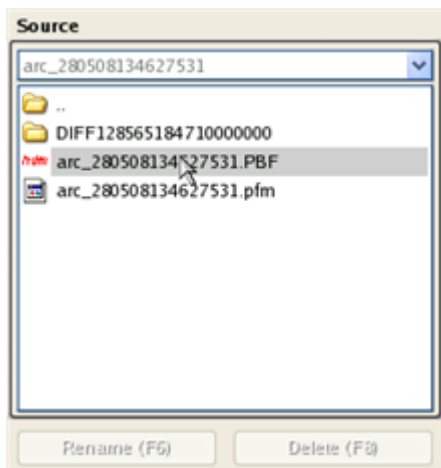 Source
arc_280508134627531
..
DIFF128565184710000000
arc_280508134627531.PBF
arc_280508134627531.pfm
Rename (F6)
Delete (F8)